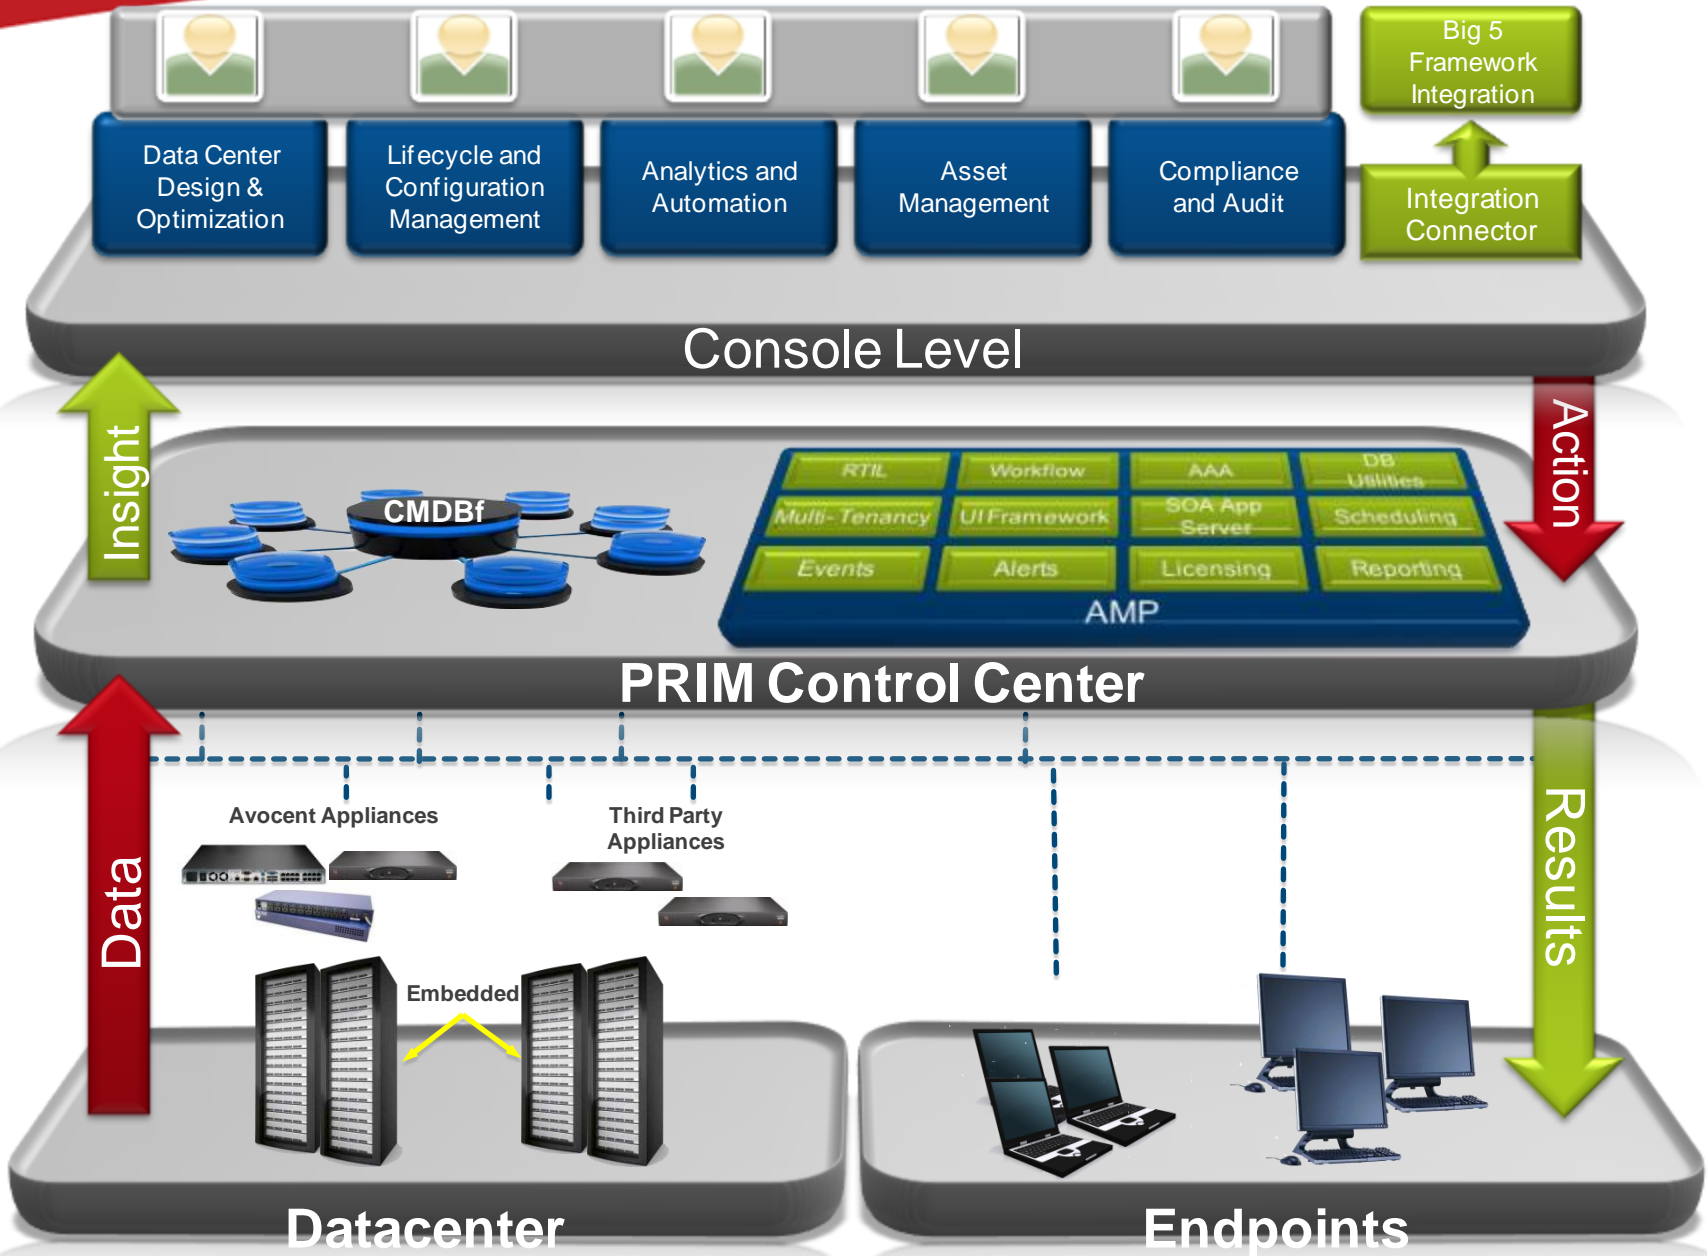 Big 5
Framework
Integration
Data Center
Design &
Optimization
Lifecycle and
Configuration
Management
Analytics and
Automation
Asset
Management
Compliance
and Audit
Integration
Connector
Console Level
Insight
Action
CMDBf
RTIL
Workflow
AAA
DB
Utilities
Multi- Tenancy
UI Framework
SOA App
Server
Scheduling
Events
Alerts
Licensing
Reporting
AMP
PRIM Control Center
Data
Results
Avocent Appliances
Third Party
Appliances
Embedded
Datacenter
Endpoints